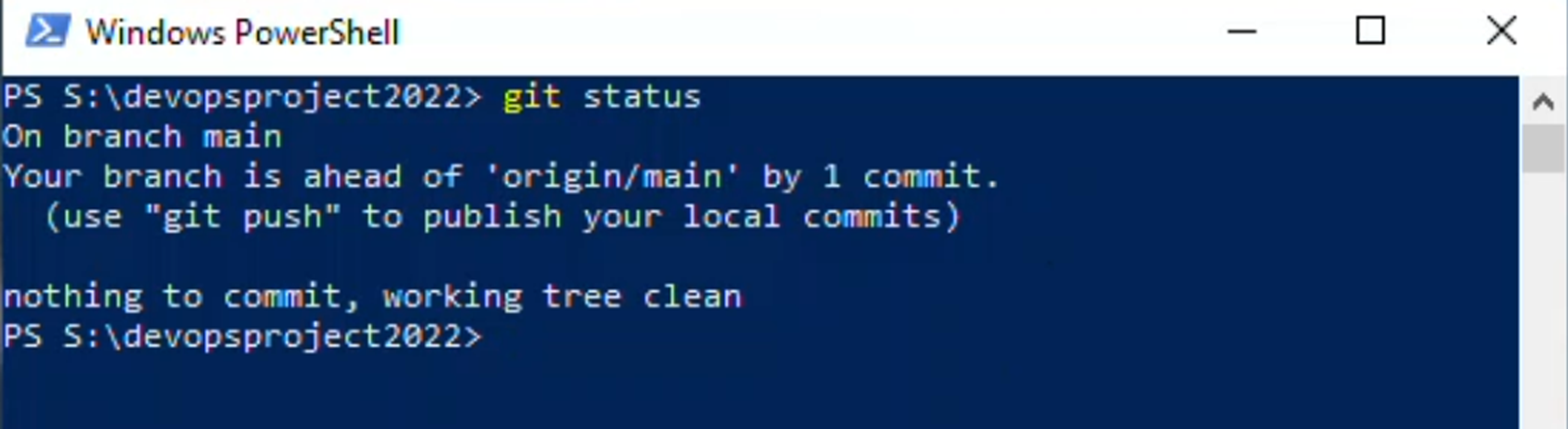 Windows PowerShell
PS S:\devopsproject2022> git status
On branch main
Your branch is ahead of 'origin/main' by 1 commit.
  (use "git push" to publish your local commits)

nothing to commit, working tree clean
PS S:\devopsproject2022>